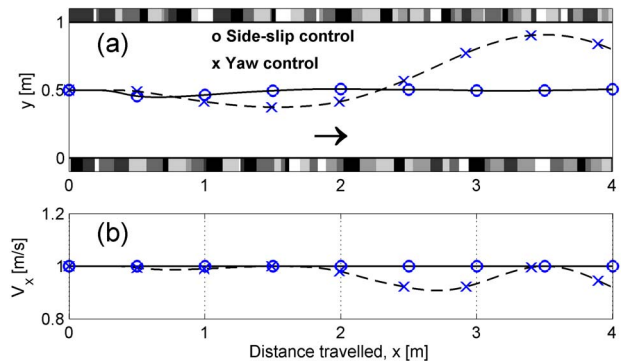 (a)
o Side-slip control
x Yaw control
1
0.5
0
y [m]
0 1 2 3 4
(b)
1.2
1
0.8
V_x [m/s]
0 1 2 3 4
Distance travelled, x [m]